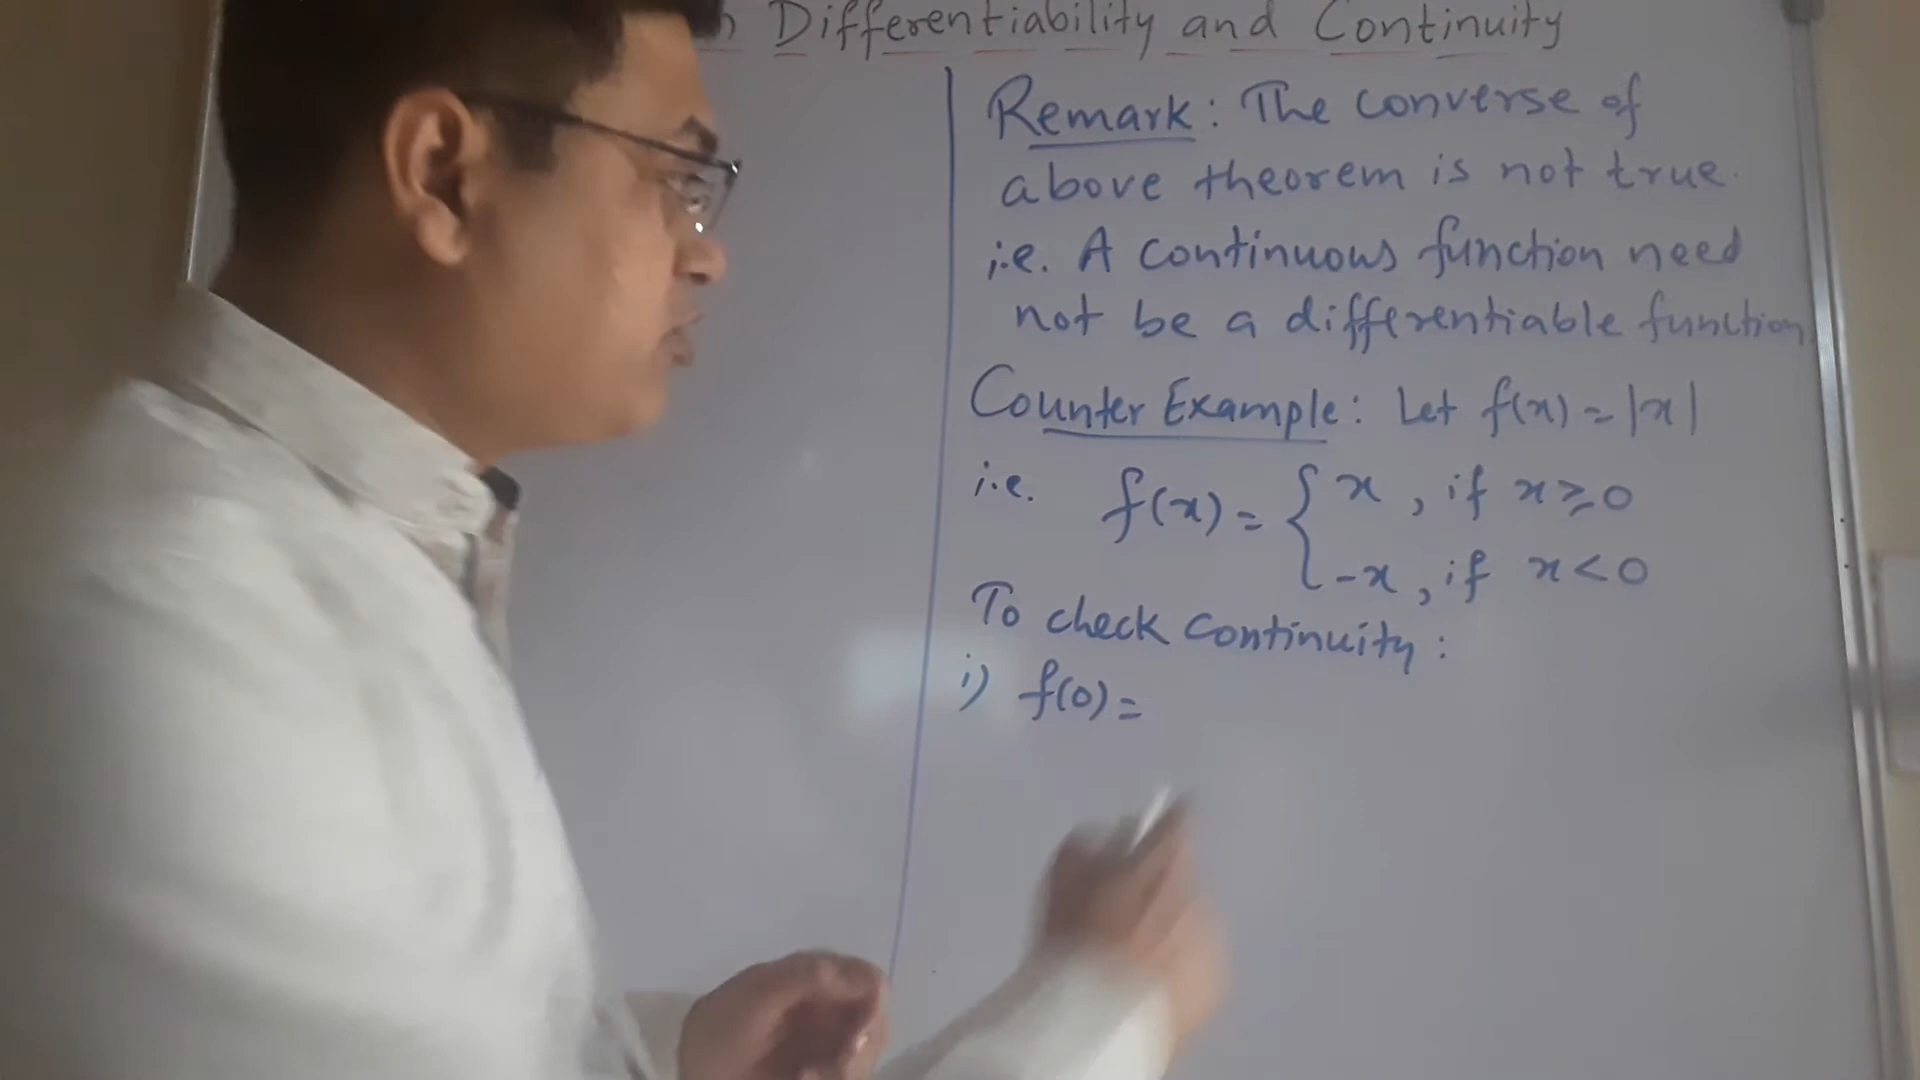 Differentiability and Continuity
Remark: The converse of
above theorem is not true.
i.e. A continuous function need
not be a differentiable function
Counter Example: Let f(x) = |x|
i.e. f(x) = { x , if x ≥ 0
-x , if x < 0
To check continuity:
i) f(0) =